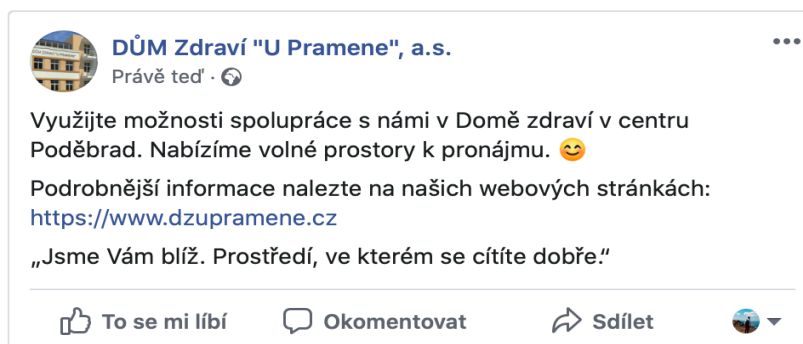 DŮM Zdraví "U Pramene", a.s.
Právě teď ·
Využijte možnosti spolupráce s námi v Domě zdraví v centru
Poděbrad. Nabízíme volné prostory k pronájmu. 😊
Podrobnější informace nalezte na našich webových stránkách:
https://www.dzupramene.cz
„Jsme Vám blíž. Prostředí, ve kterém se cítíte dobře.“
To se mi líbí
Okomentovat
Sdílet